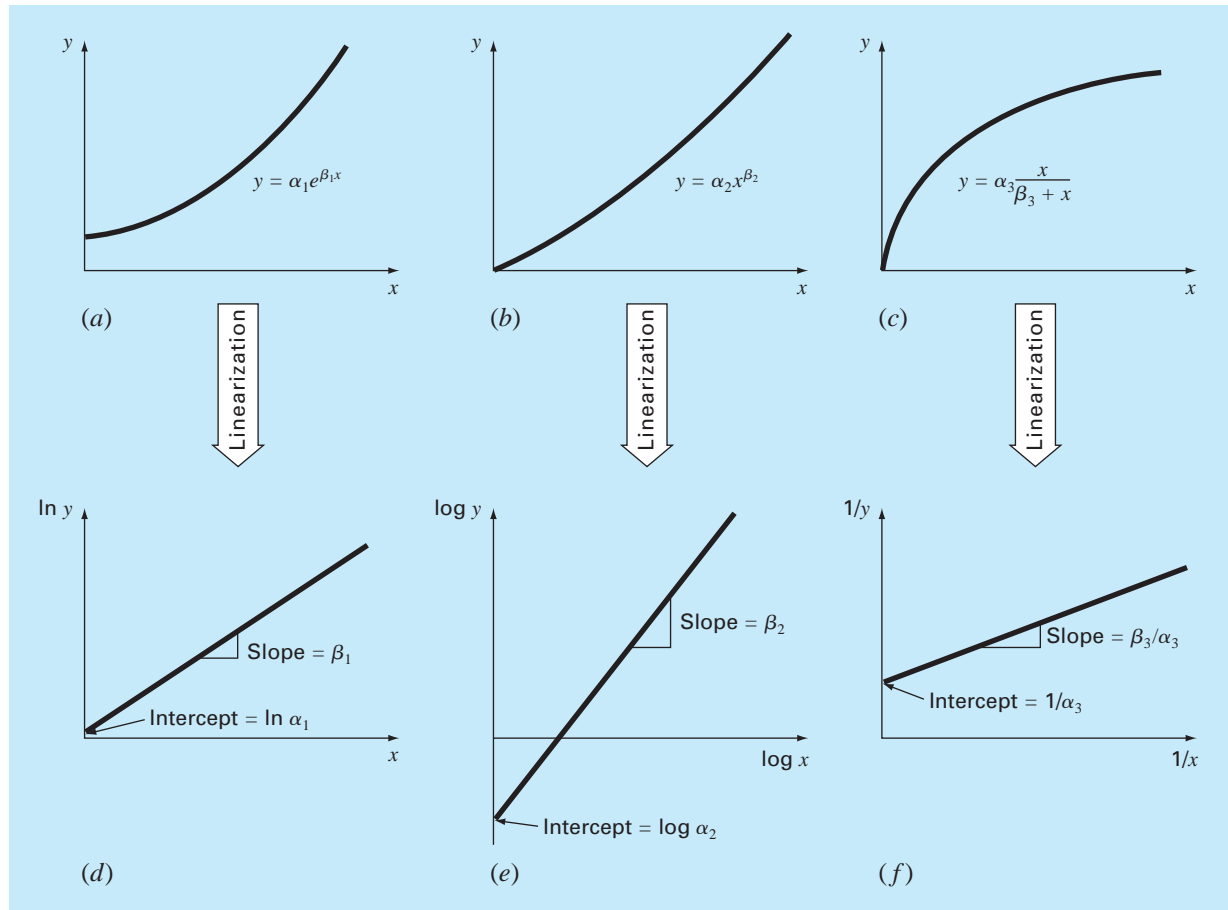 y
y = α₁e^{β₁x}
x
(a)
y
y = α₂x^{β₂}
x
(b)
y
y = α₃ x / (β₃ + x)
x
(c)
Linearization
Linearization
Linearization
ln y
Slope = β₁
Intercept = ln α₁
x
(d)
log y
Slope = β₂
log x
Intercept = log α₂
(e)
1/y
Slope = β₃/α₃
Intercept = 1/α₃
1/x
(f)